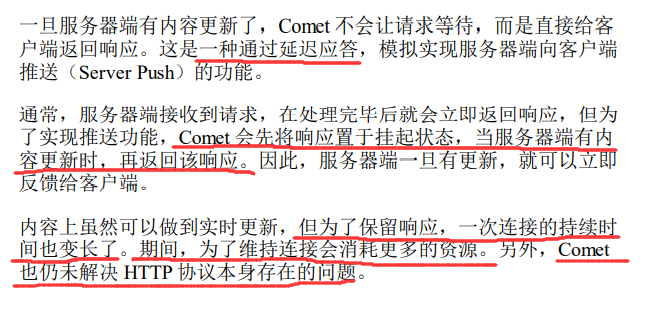 一旦服务器端有内容更新了，Comet 不会让请求等待，而是直接给客
户端返回响应。这是一种通过延迟应答，模拟实现服务器端向客户端
推送（Server Push）的功能。
通常，服务器端接收到请求，在处理完毕后就会立即返回响应，但为
了实现推送功能，Comet 会先将响应置于挂起状态，当服务器端有内
容更新时，再返回该响应。因此，服务器端一旦有更新，就可以立即
反馈给客户端。
内容上虽然可以做到实时更新，但为了保留响应，一次连接的持续时
间也变长了。期间，为了维持连接会消耗更多的资源。另外，Comet
也仍未解决 HTTP 协议本身存在的问题。